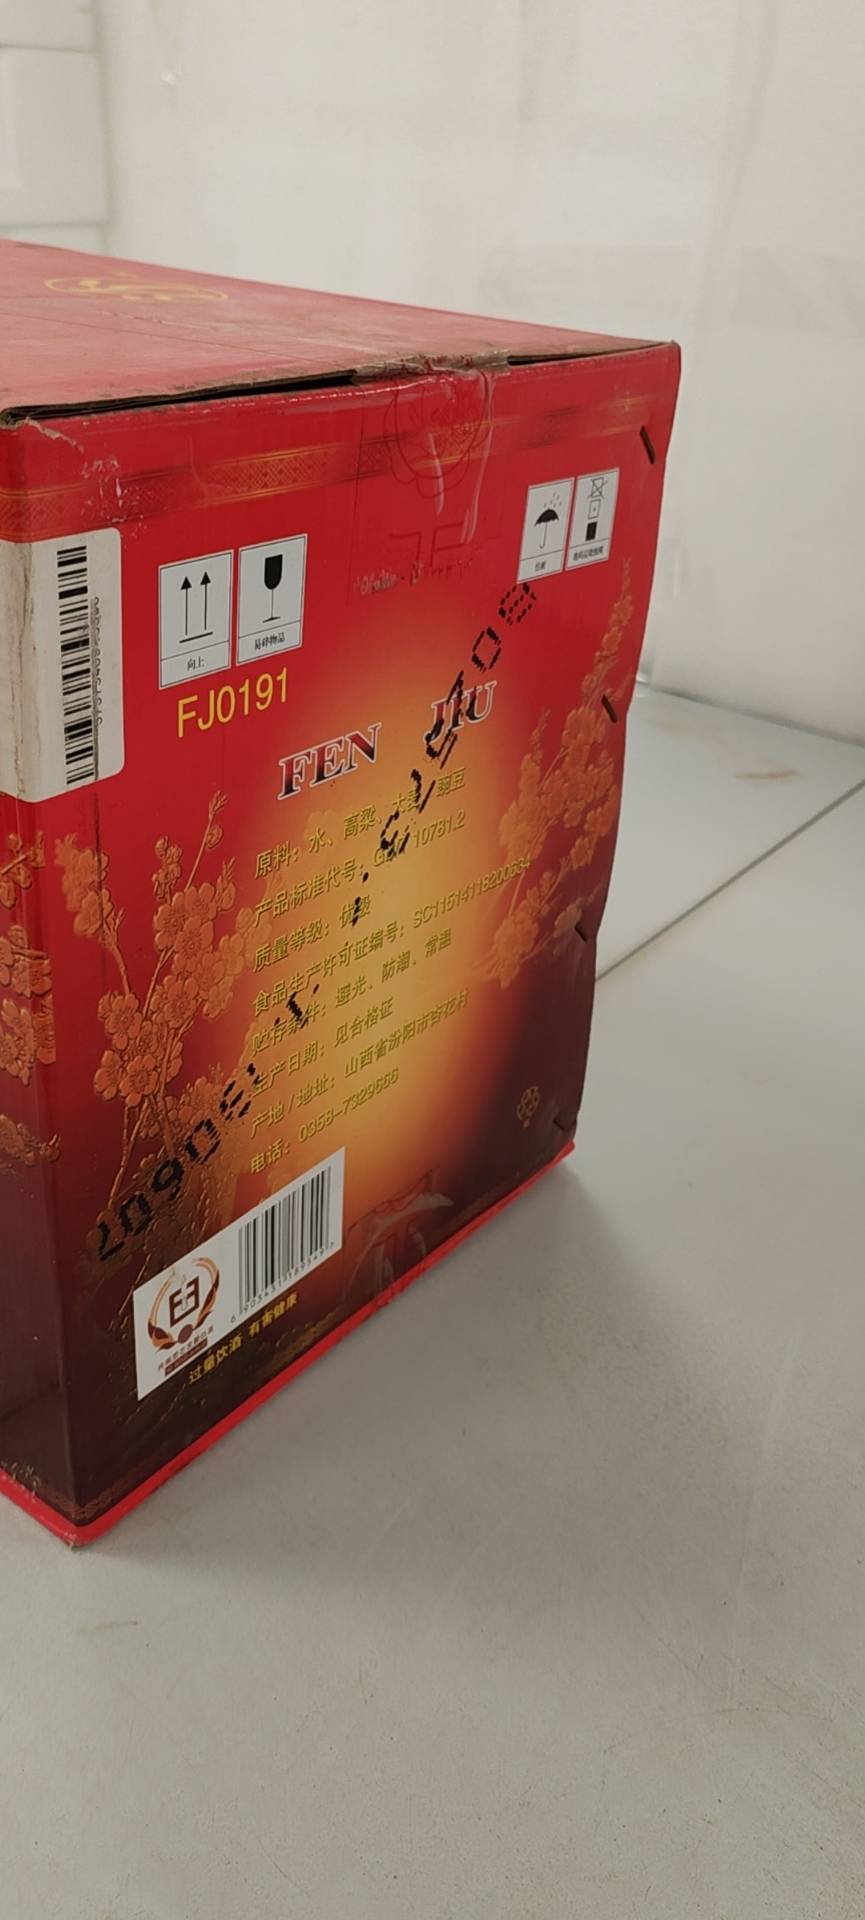 向上
易碎物品
怕雨
FJ0191
FEN JIU
原料：水、高粱、大麦、豌豆
产品标准代号：GB/T 10781.2
质量等级：优级
食品生产许可证编号：SC11514118200634
贮存条件：避光、防潮、常温
生产日期：见合格证
产地/地址：山西省汾阳市杏花村
电话：0358-7329666
过量饮酒 有害健康